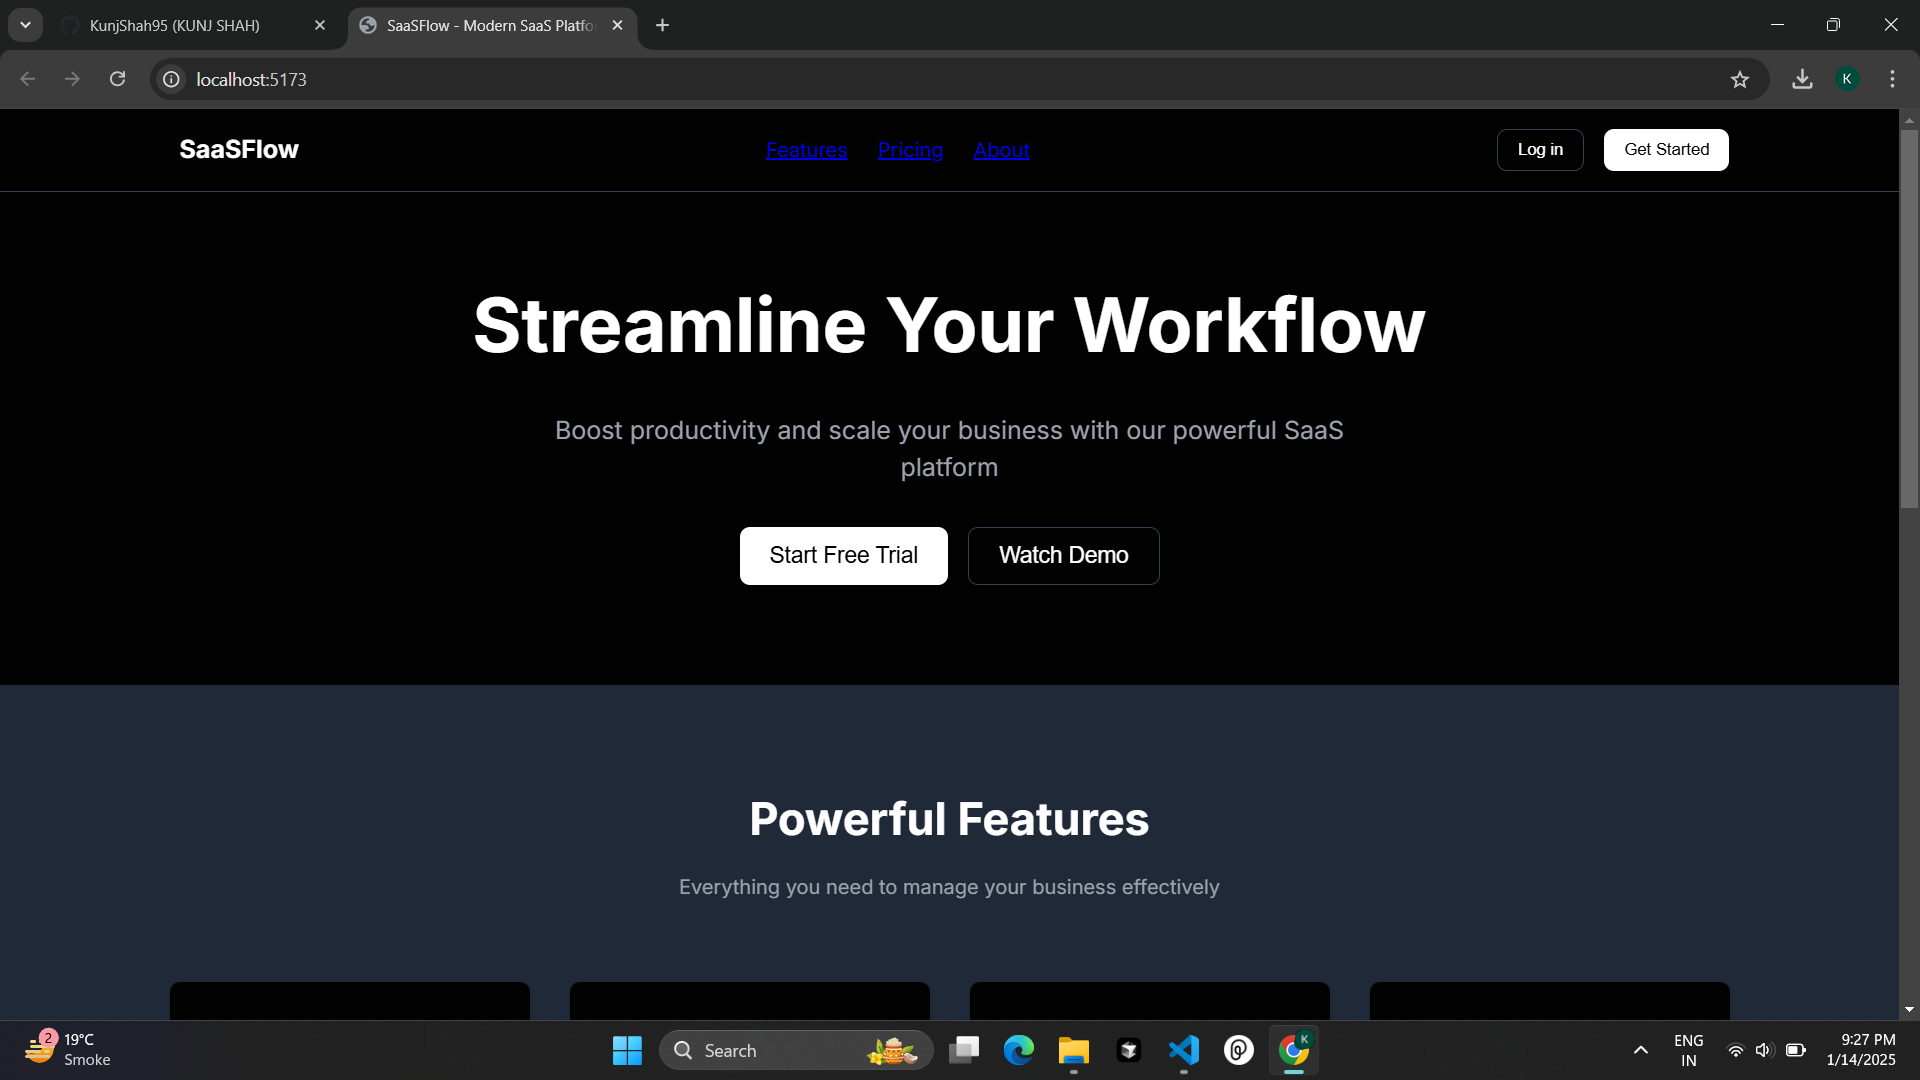 KunjShah95 (KUNJ SHAH)
SaaSFlow - Modern SaaS Platfo
localhost:5173
K
SaaSFlow
Features
Pricing
About
Log in
Get Started
Streamline Your Workflow
Boost productivity and scale your business with our powerful SaaS
platform
Start Free Trial
Watch Demo
Powerful Features
Everything you need to manage your business effectively
2
19°C
Smoke
Search
K
ENG
IN
9:27 PM
1/14/2025